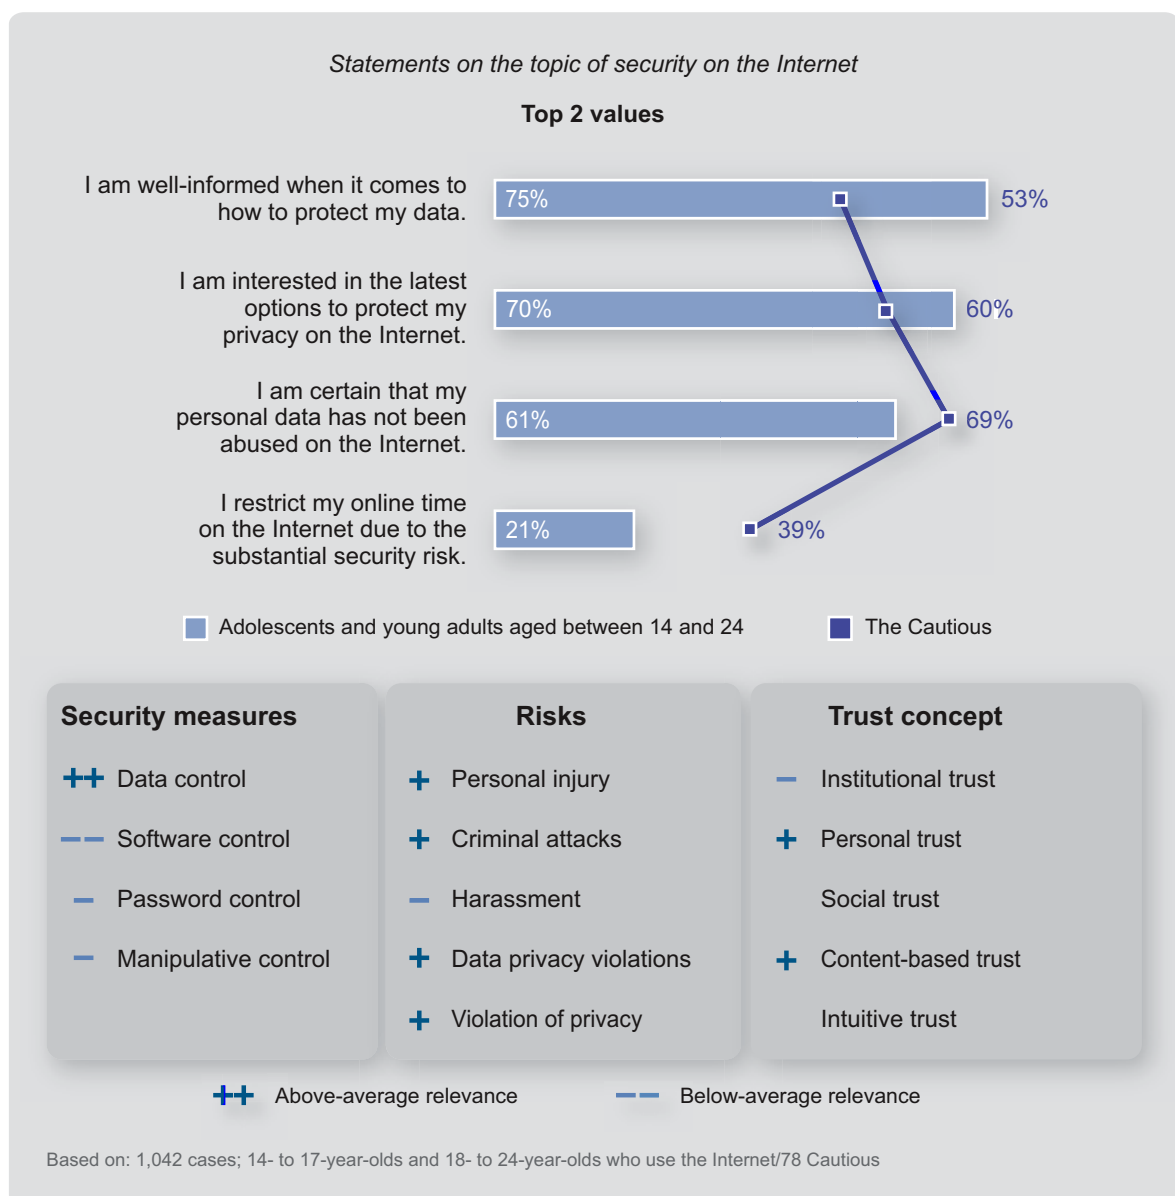 Statements on the topic of security on the Internet
Top 2 values
I am well-informed when it comes to
how to protect my data.
75%
53%
I am interested in the latest
options to protect my
privacy on the Internet.
70%
60%
I am certain that my
personal data has not been
abused on the Internet.
61%
69%
I restrict my online time
on the Internet due to the
substantial security risk.
21%
39%
Adolescents and young adults aged between 14 and 24
The Cautious
Security measures
++ Data control
−− Software control
− Password control
− Manipulative control
Risks
+ Personal injury
+ Criminal attacks
− Harassment
+ Data privacy violations
+ Violation of privacy
Trust concept
− Institutional trust
+ Personal trust
Social trust
+ Content-based trust
Intuitive trust
++ Above-average relevance
−− Below-average relevance
Based on: 1,042 cases; 14- to 17-year-olds and 18- to 24-year-olds who use the Internet/78 Cautious